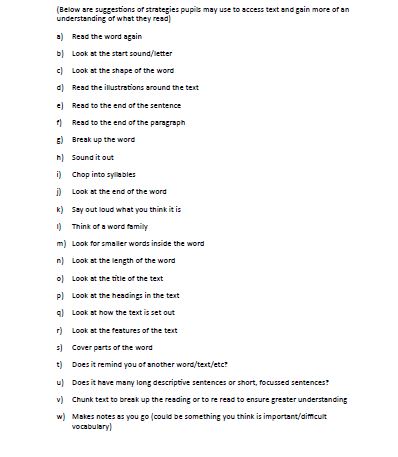 (Below are suggestions of strategies pupils may use to access text and gain more of an
understanding of what they read)
a) Read the word again
b) Look at the start sound/letter
c) Look at the shape of the word
d) Read the illustrations around the text
e) Read to the end of the sentence
f) Read to the end of the paragraph
g) Break up the word
h) Sound it out
i) Chop into syllables
j) Look at the end of the word
k) Say out loud what you think it is
l) Think of a word family
m) Look for smaller words inside the word
n) Look at the length of the word
o) Look at the title of the text
p) Look at the headings in the text
q) Look at how the text is set out
r) Look at the features of the text
s) Cover parts of the word
t) Does it remind you of another word/text/etc?
u) Does it have many long descriptive sentences or short, focussed sentences?
v) Chunk text to break up the reading or to re read to ensure greater understanding
w) Makes notes as you go (could be something you think is important/difficult
vocabulary)